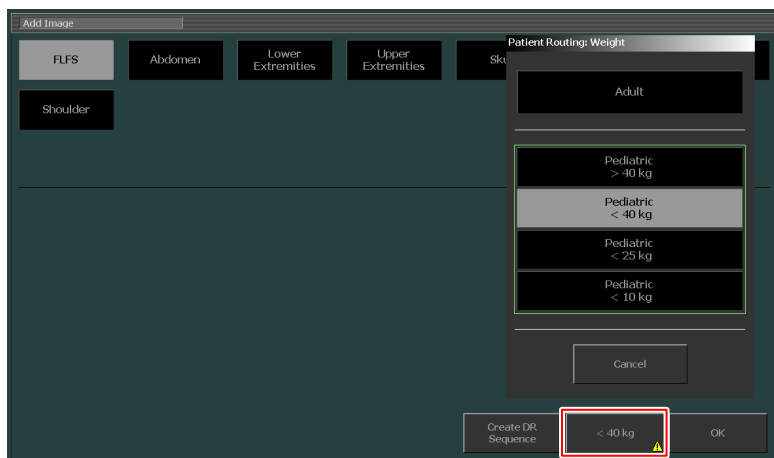 Add Image
Patient Routing: Weight
FLFS
Abdomen
Lower
Extremities
Upper
Extremities
Adult
Shoulder
Pediatric
> 40 kg
Pediatric
< 40 kg
Pediatric
< 25 kg
Pediatric
< 10 kg
Cancel
Create DR
Sequence
< 40 kg
OK